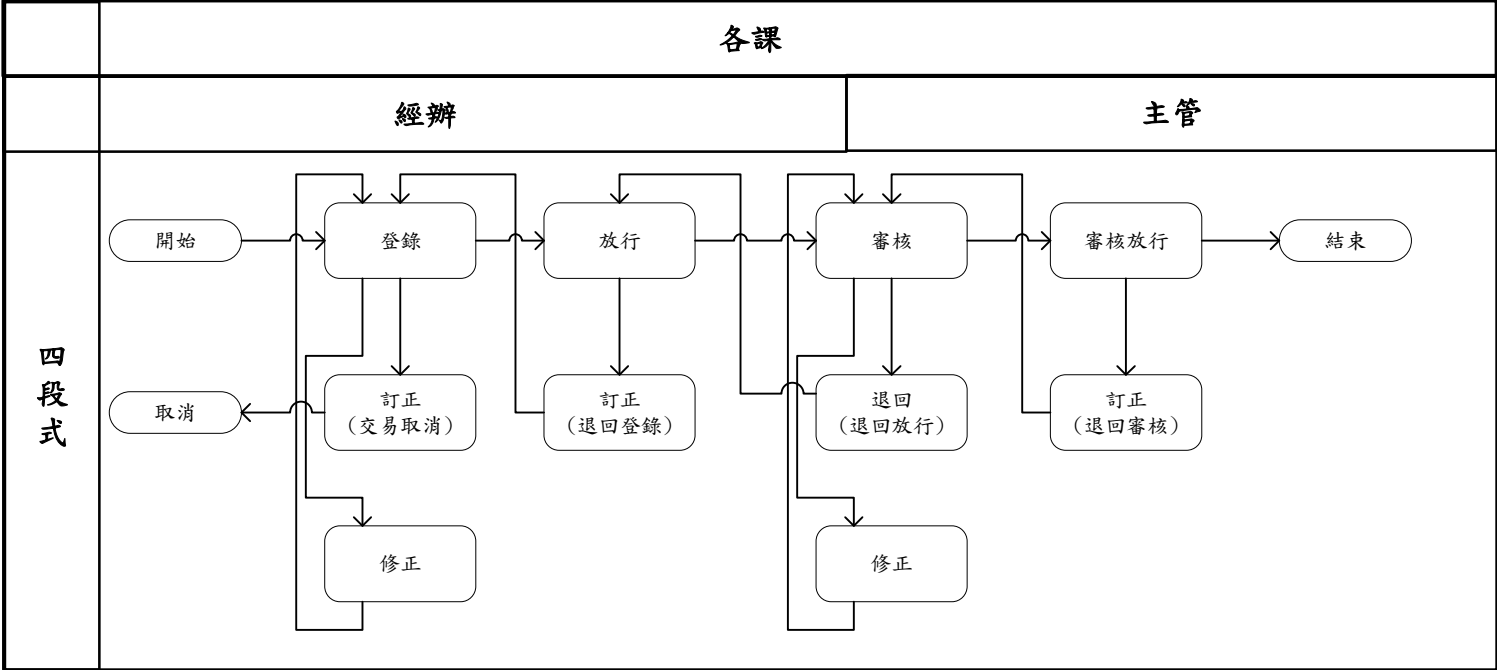 各課
經辦
主管
四段式
開始
登錄
放行
審核
審核放行
結束
取消
訂正
（交易取消）
訂正
（退回登錄）
退回
（退回放行）
訂正
（退回審核）
修正
修正